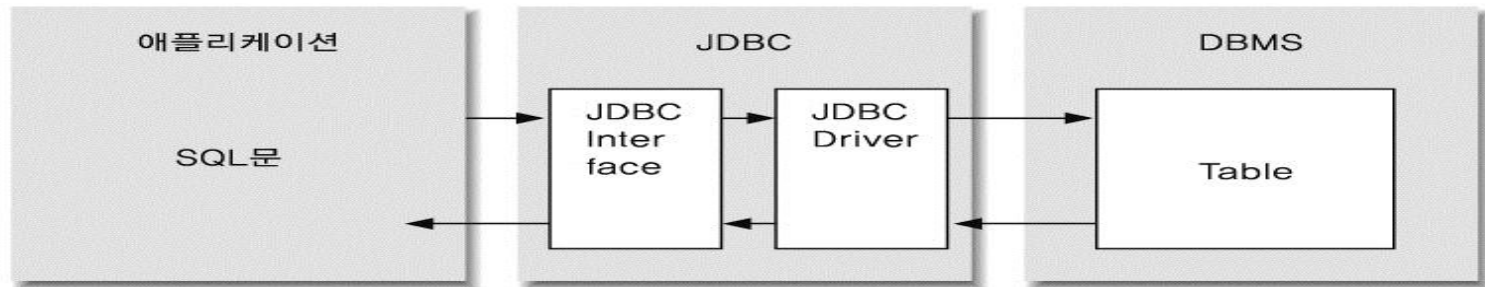 애플리케이션
SQL문
JDBC
JDBC
Inter
face
JDBC
Driver
DBMS
Table